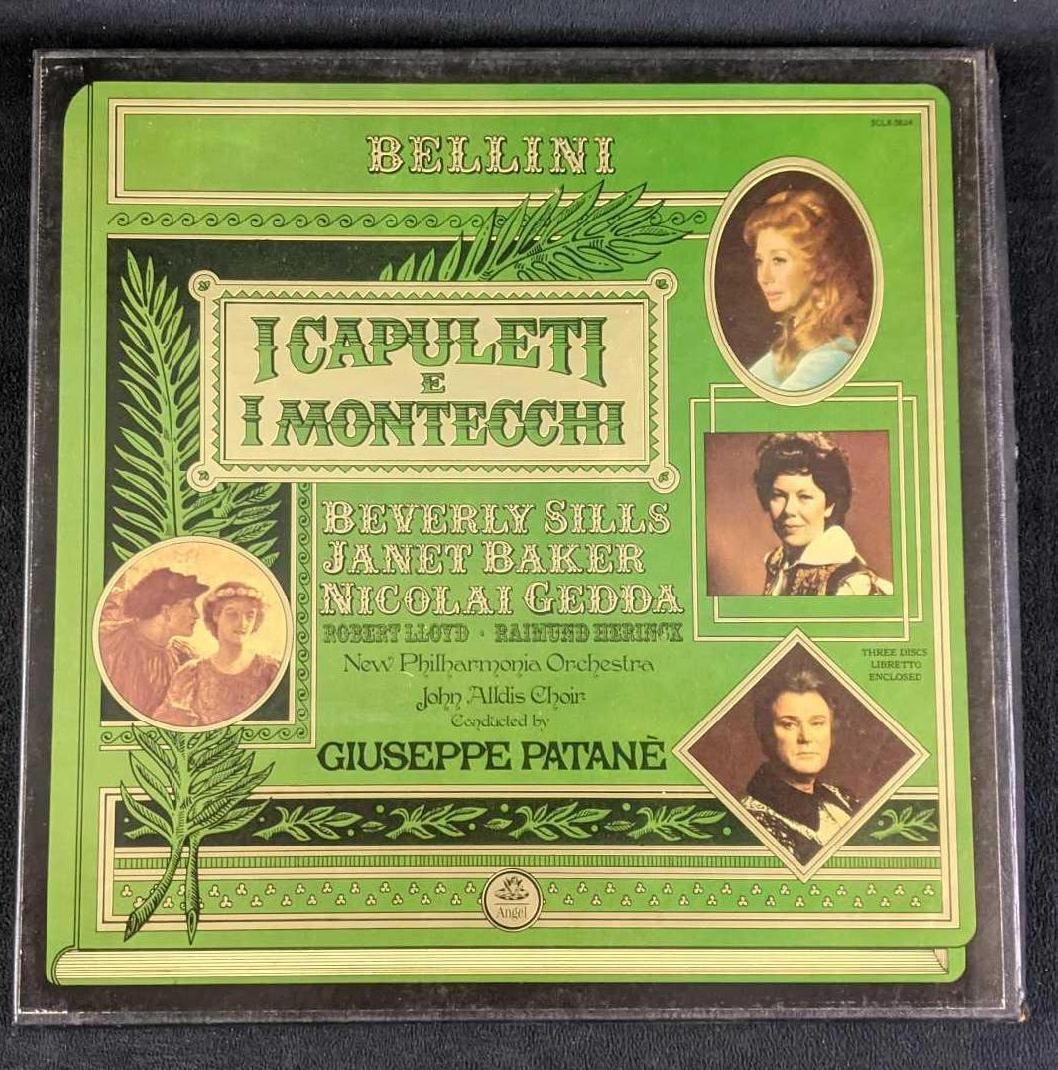 SCLX-3824
BELLINI
I CAPULETI
E
I MONTECCHI
BEVERLY SILLS
JANET BAKER
NICOLAI GEDDA
ROBERT LLOYD · RAIMUND HERINCX
New Philharmonia Orchestra
John Alldis Choir
Conducted by
GIUSEPPE PATANÈ
THREE DISCS
LIBRETTO
ENCLOSED
Angel